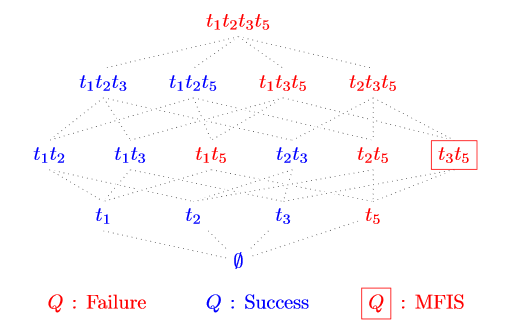 t₁t₂t₃t₅
t₁t₂t₃ t₁t₂t₅ t₁t₃t₅ t₂t₃t₅
t₁t₂ t₁t₃ t₁t₅ t₂t₃ t₂t₅ t₃t₅
t₁ t₂ t₃ t₅
∅
Q : Failure Q : Success Q : MFIS